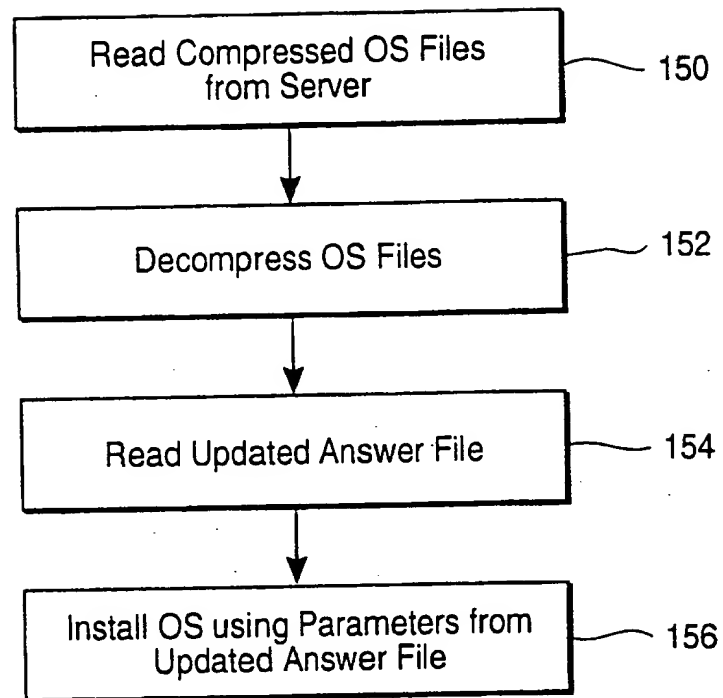 Read Compressed OS Files
from Server
150
Decompress OS Files
152
Read Updated Answer File
154
Install OS using Parameters from
Updated Answer File
156